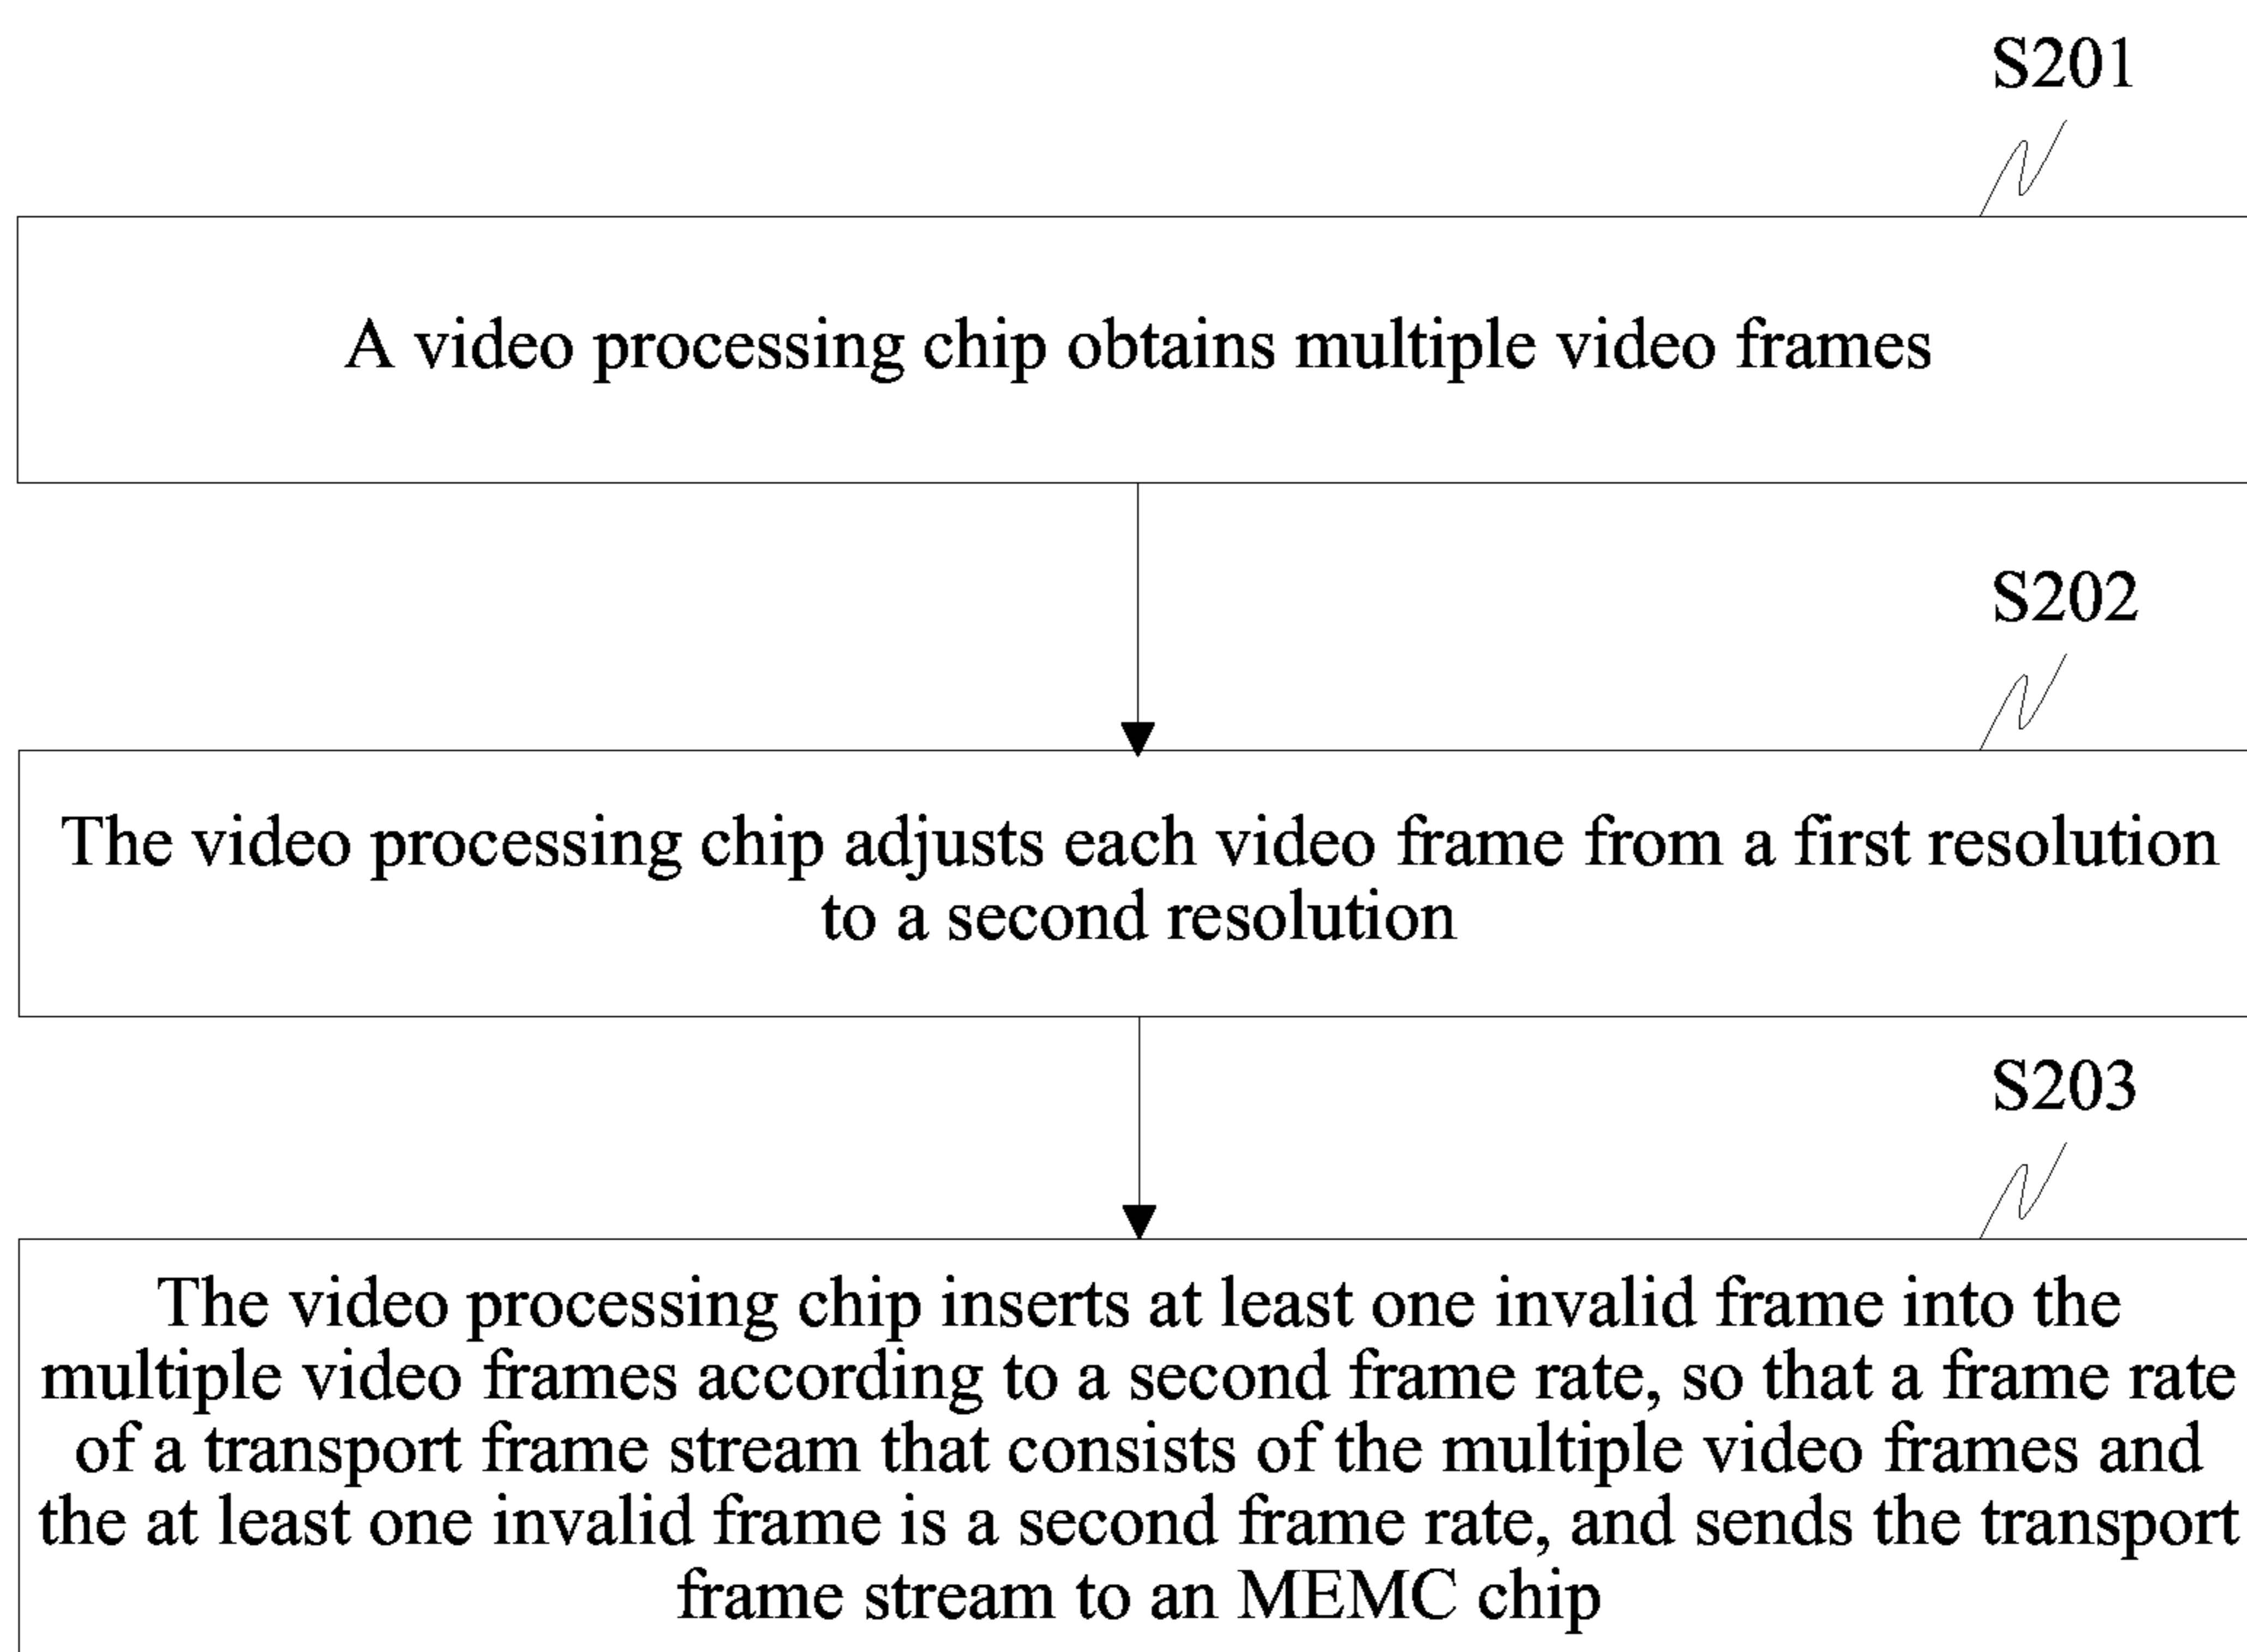 S201
A video processing chip obtains multiple video frames
S202
The video processing chip adjusts each video frame from a first resolution
to a second resolution
S203
The video processing chip inserts at least one invalid frame into the
multiple video frames according to a second frame rate, so that a frame rate
of a transport frame stream that consists of the multiple video frames and
the at least one invalid frame is a second frame rate, and sends the transport
frame stream to an MEMC chip